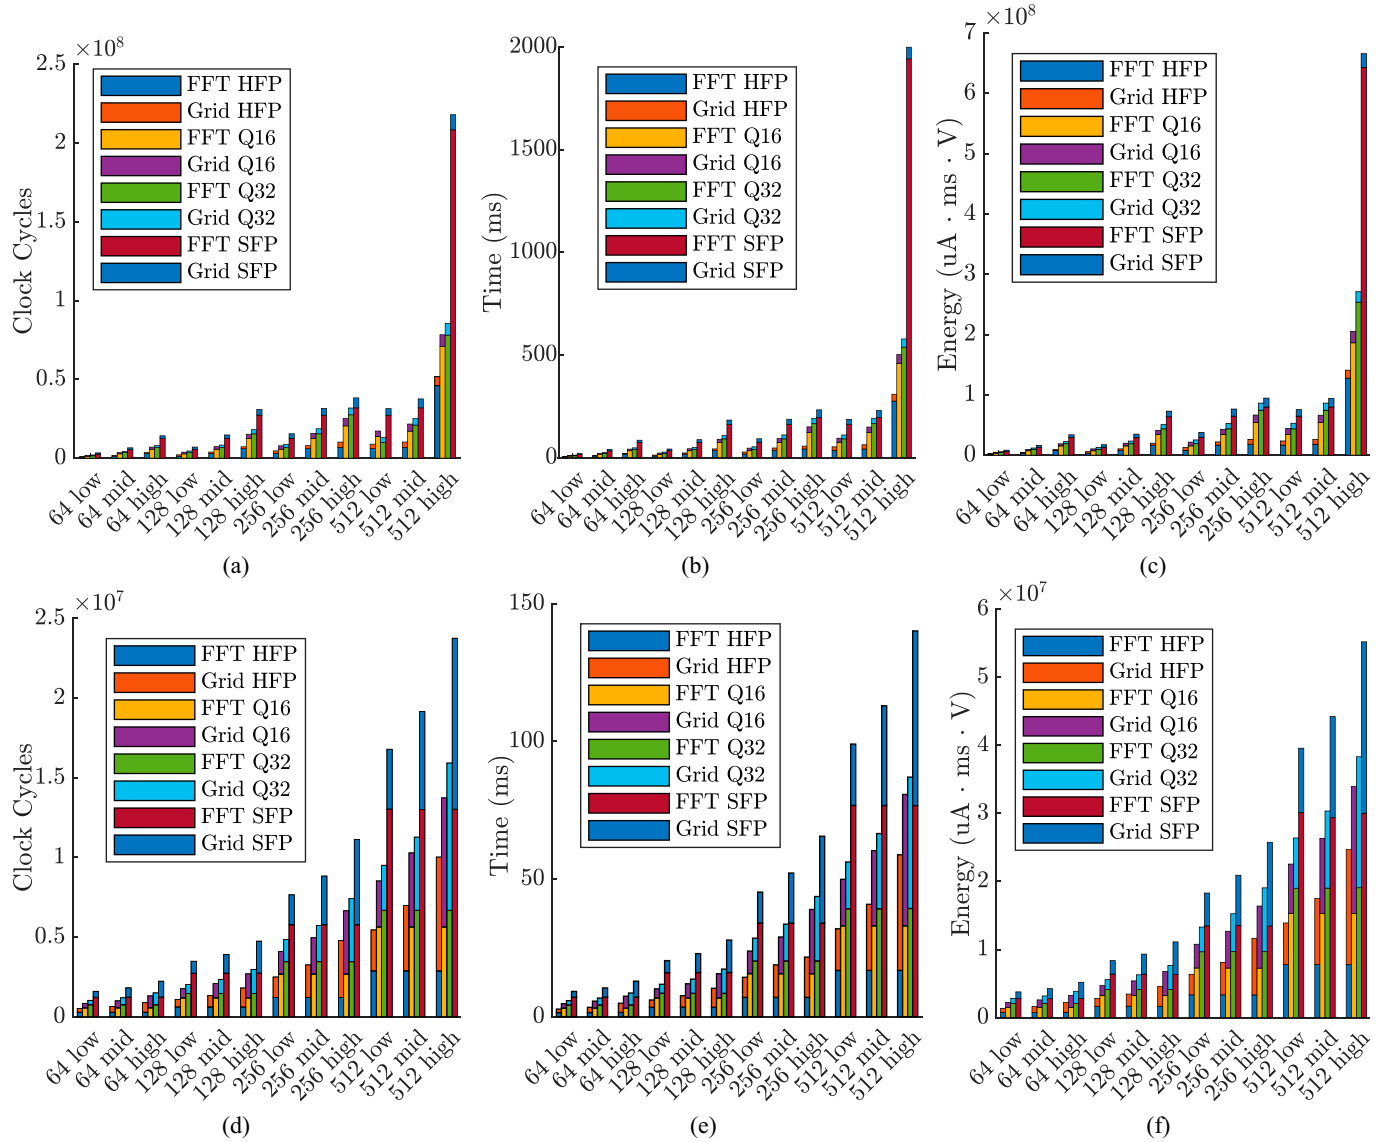 ×10⁸
2.5
2
1.5
1
0.5
0
Clock Cycles
FFT HFP
Grid HFP
FFT Q16
Grid Q16
FFT Q32
Grid Q32
FFT SFP
Grid SFP
64 low
64 mid
64 high
128 low
128 mid
128 high
256 low
256 mid
256 high
512 low
512 mid
512 high
(a)
2000
1500
1000
500
0
Time (ms)
FFT HFP
Grid HFP
FFT Q16
Grid Q16
FFT Q32
Grid Q32
FFT SFP
Grid SFP
64 low
64 mid
64 high
128 low
128 mid
128 high
256 low
256 mid
256 high
512 low
512 mid
512 high
(b)
×10⁸
7
6
5
4
3
2
1
0
Energy (uA · ms · V)
FFT HFP
Grid HFP
FFT Q16
Grid Q16
FFT Q32
Grid Q32
FFT SFP
Grid SFP
64 low
64 mid
64 high
128 low
128 mid
128 high
256 low
256 mid
256 high
512 low
512 mid
512 high
(c)
×10⁷
2.5
2
1.5
1
0.5
0
Clock Cycles
FFT HFP
Grid HFP
FFT Q16
Grid Q16
FFT Q32
Grid Q32
FFT SFP
Grid SFP
64 low
64 mid
64 high
128 low
128 mid
128 high
256 low
256 mid
256 high
512 low
512 mid
512 high
(d)
150
100
50
0
Time (ms)
FFT HFP
Grid HFP
FFT Q16
Grid Q16
FFT Q32
Grid Q32
FFT SFP
Grid SFP
64 low
64 mid
64 high
128 low
128 mid
128 high
256 low
256 mid
256 high
512 low
512 mid
512 high
(e)
×10⁷
6
5
4
3
2
1
0
Energy (uA · ms · V)
FFT HFP
Grid HFP
FFT Q16
Grid Q16
FFT Q32
Grid Q32
FFT SFP
Grid SFP
64 low
64 mid
64 high
128 low
128 mid
128 high
256 low
256 mid
256 high
512 low
512 mid
512 high
(f)